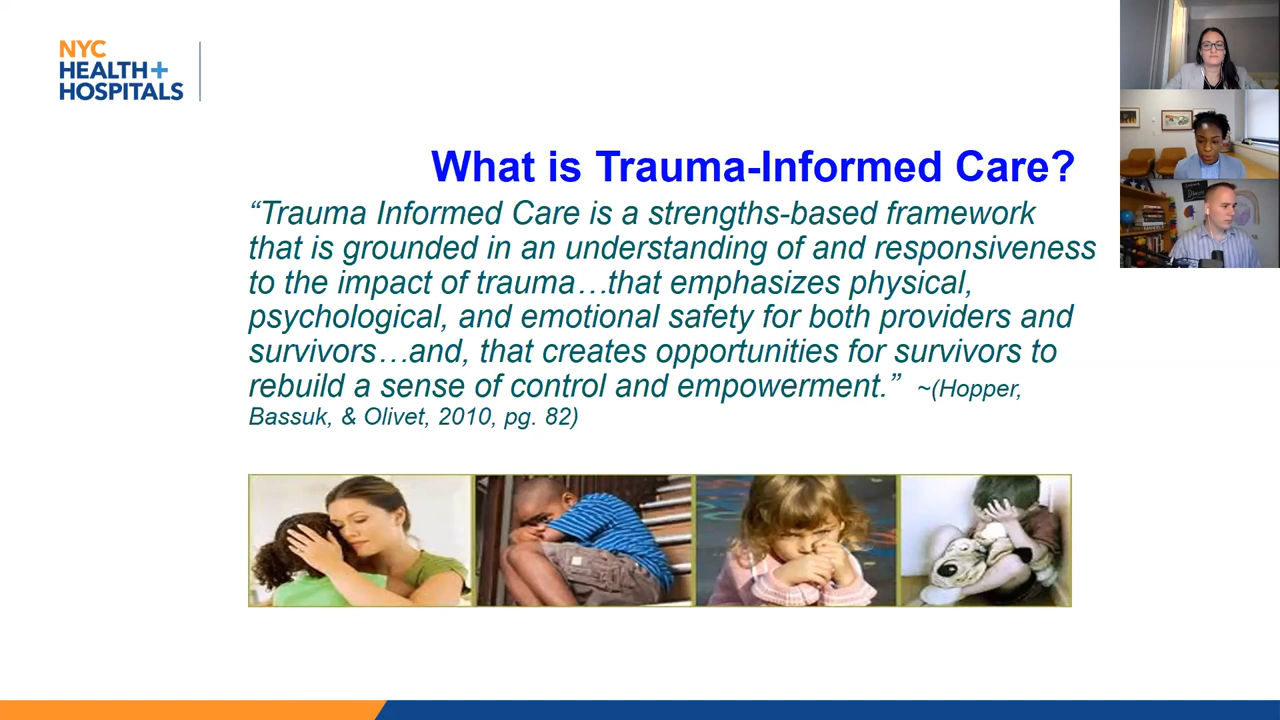 NYC
HEALTH+
HOSPITALS
What is Trauma-Informed Care?
“Trauma Informed Care is a strengths-based framework
that is grounded in an understanding of and responsiveness
to the impact of trauma…that emphasizes physical,
psychological, and emotional safety for both providers and
survivors…and, that creates opportunities for survivors to
rebuild a sense of control and empowerment.” ~(Hopper,
Bassuk, & Olivet, 2010, pg. 82)